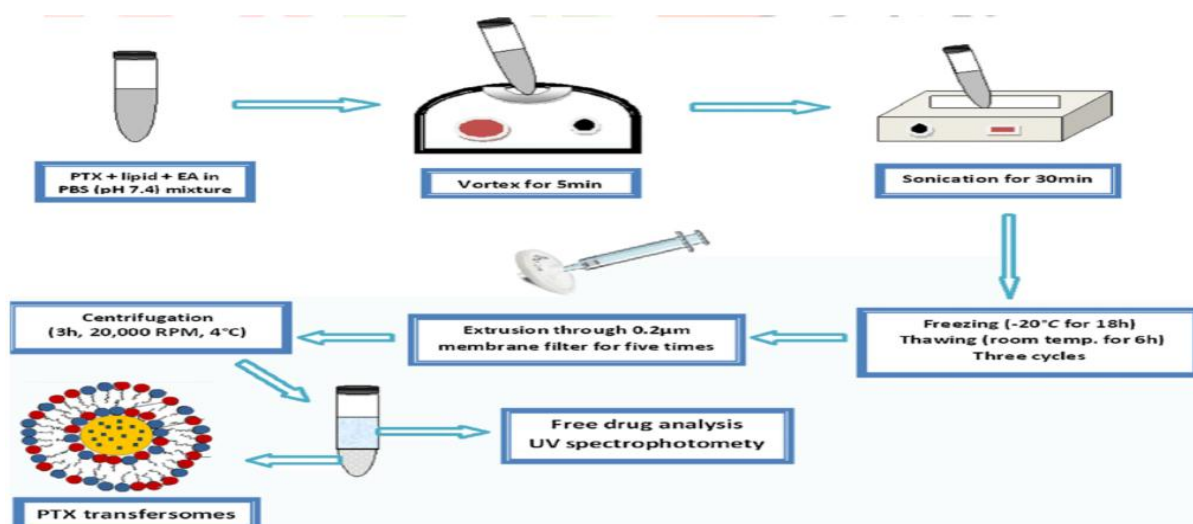 PTX + lipid + EA in
PBS (pH 7.4) mixture
Vortex for 5min
Sonication for 30min
Freezing (-20°C for 18h)
Thawing (room temp. for 6h)
Three cycles
Extrusion through 0.2µm
membrane filter for five times
Centrifugation
(3h, 20,000 RPM, 4°C)
Free drug analysis
UV spectrophotomety
PTX transfersomes